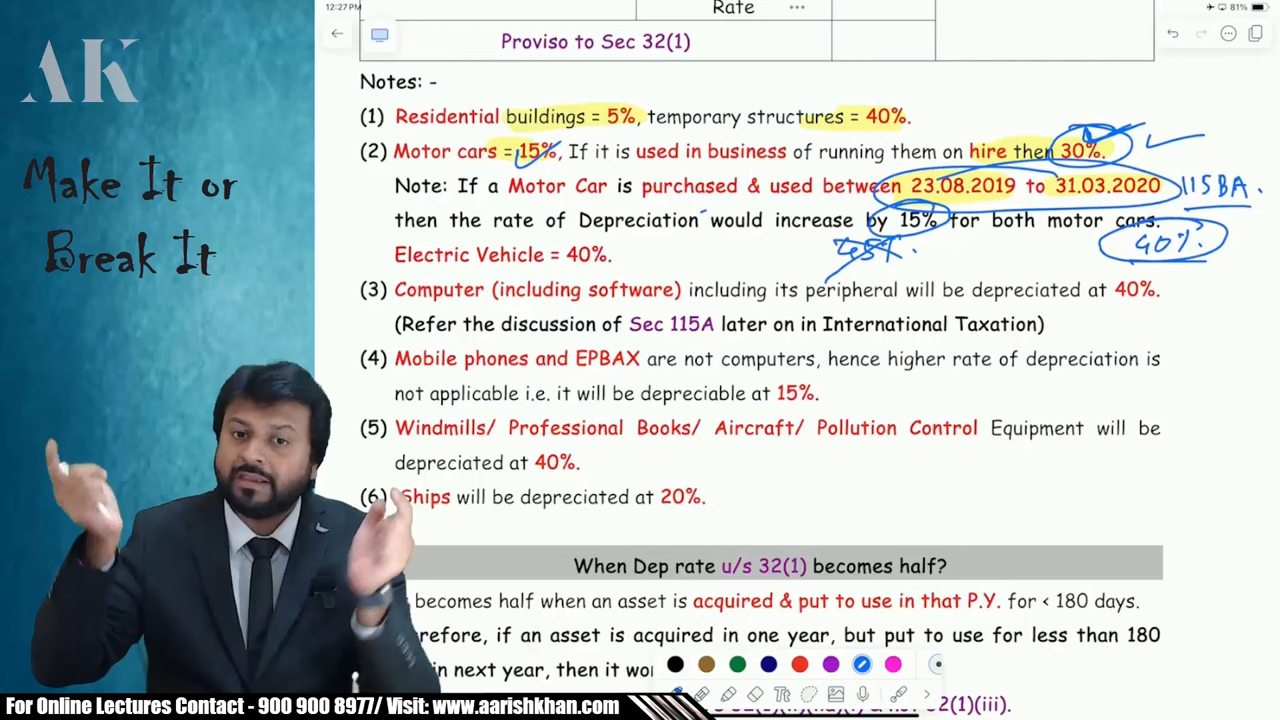 12:27 PM
Rate
81%
AK
Proviso to Sec 32(1)
Make It or
Break It
Notes: -
(1) Residential buildings = 5%, temporary structures = 40%.
(2) Motor cars = 15%, If it is used in business of running them on hire then 30%.
Note: If a Motor Car is purchased & used between 23.08.2019 to 31.03.2020 115BA.
then the rate of Depreciation would increase by 15% for both motor cars.
45%. 40%
Electric Vehicle = 40%.
(3) Computer (including software) including its peripheral will be depreciated at 40%.
(Refer the discussion of Sec 115A later on in International Taxation)
(4) Mobile phones and EPBAX are not computers, hence higher rate of depreciation is
not applicable i.e. it will be depreciable at 15%.
(5) Windmills/ Professional Books/ Aircraft/ Pollution Control Equipment will be
depreciated at 40%.
(6) Ships will be depreciated at 20%.
When Dep rate u/s 32(1) becomes half?
becomes half when an asset is acquired & put to use in that P.Y. for < 180 days.
if an asset is acquired in one year, but put to use for less than 180
in next year, then it
32(1)(iii).
For Online Lectures Contact - 900 900 8977/ Visit: www.aarishkhan.com